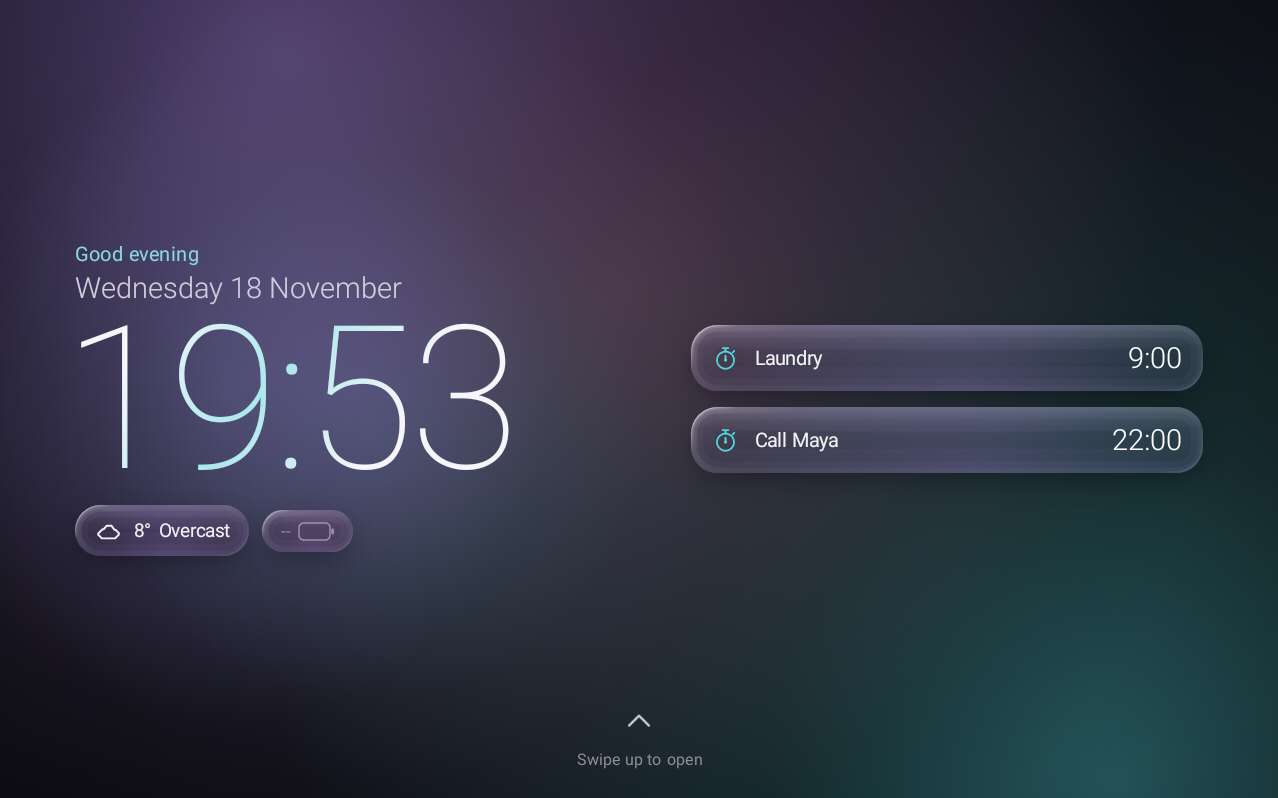 Good evening
Wednesday 18 November
19:53
8° Overcast
--
Laundry 9:00
Call Maya 22:00
Swipe up to open